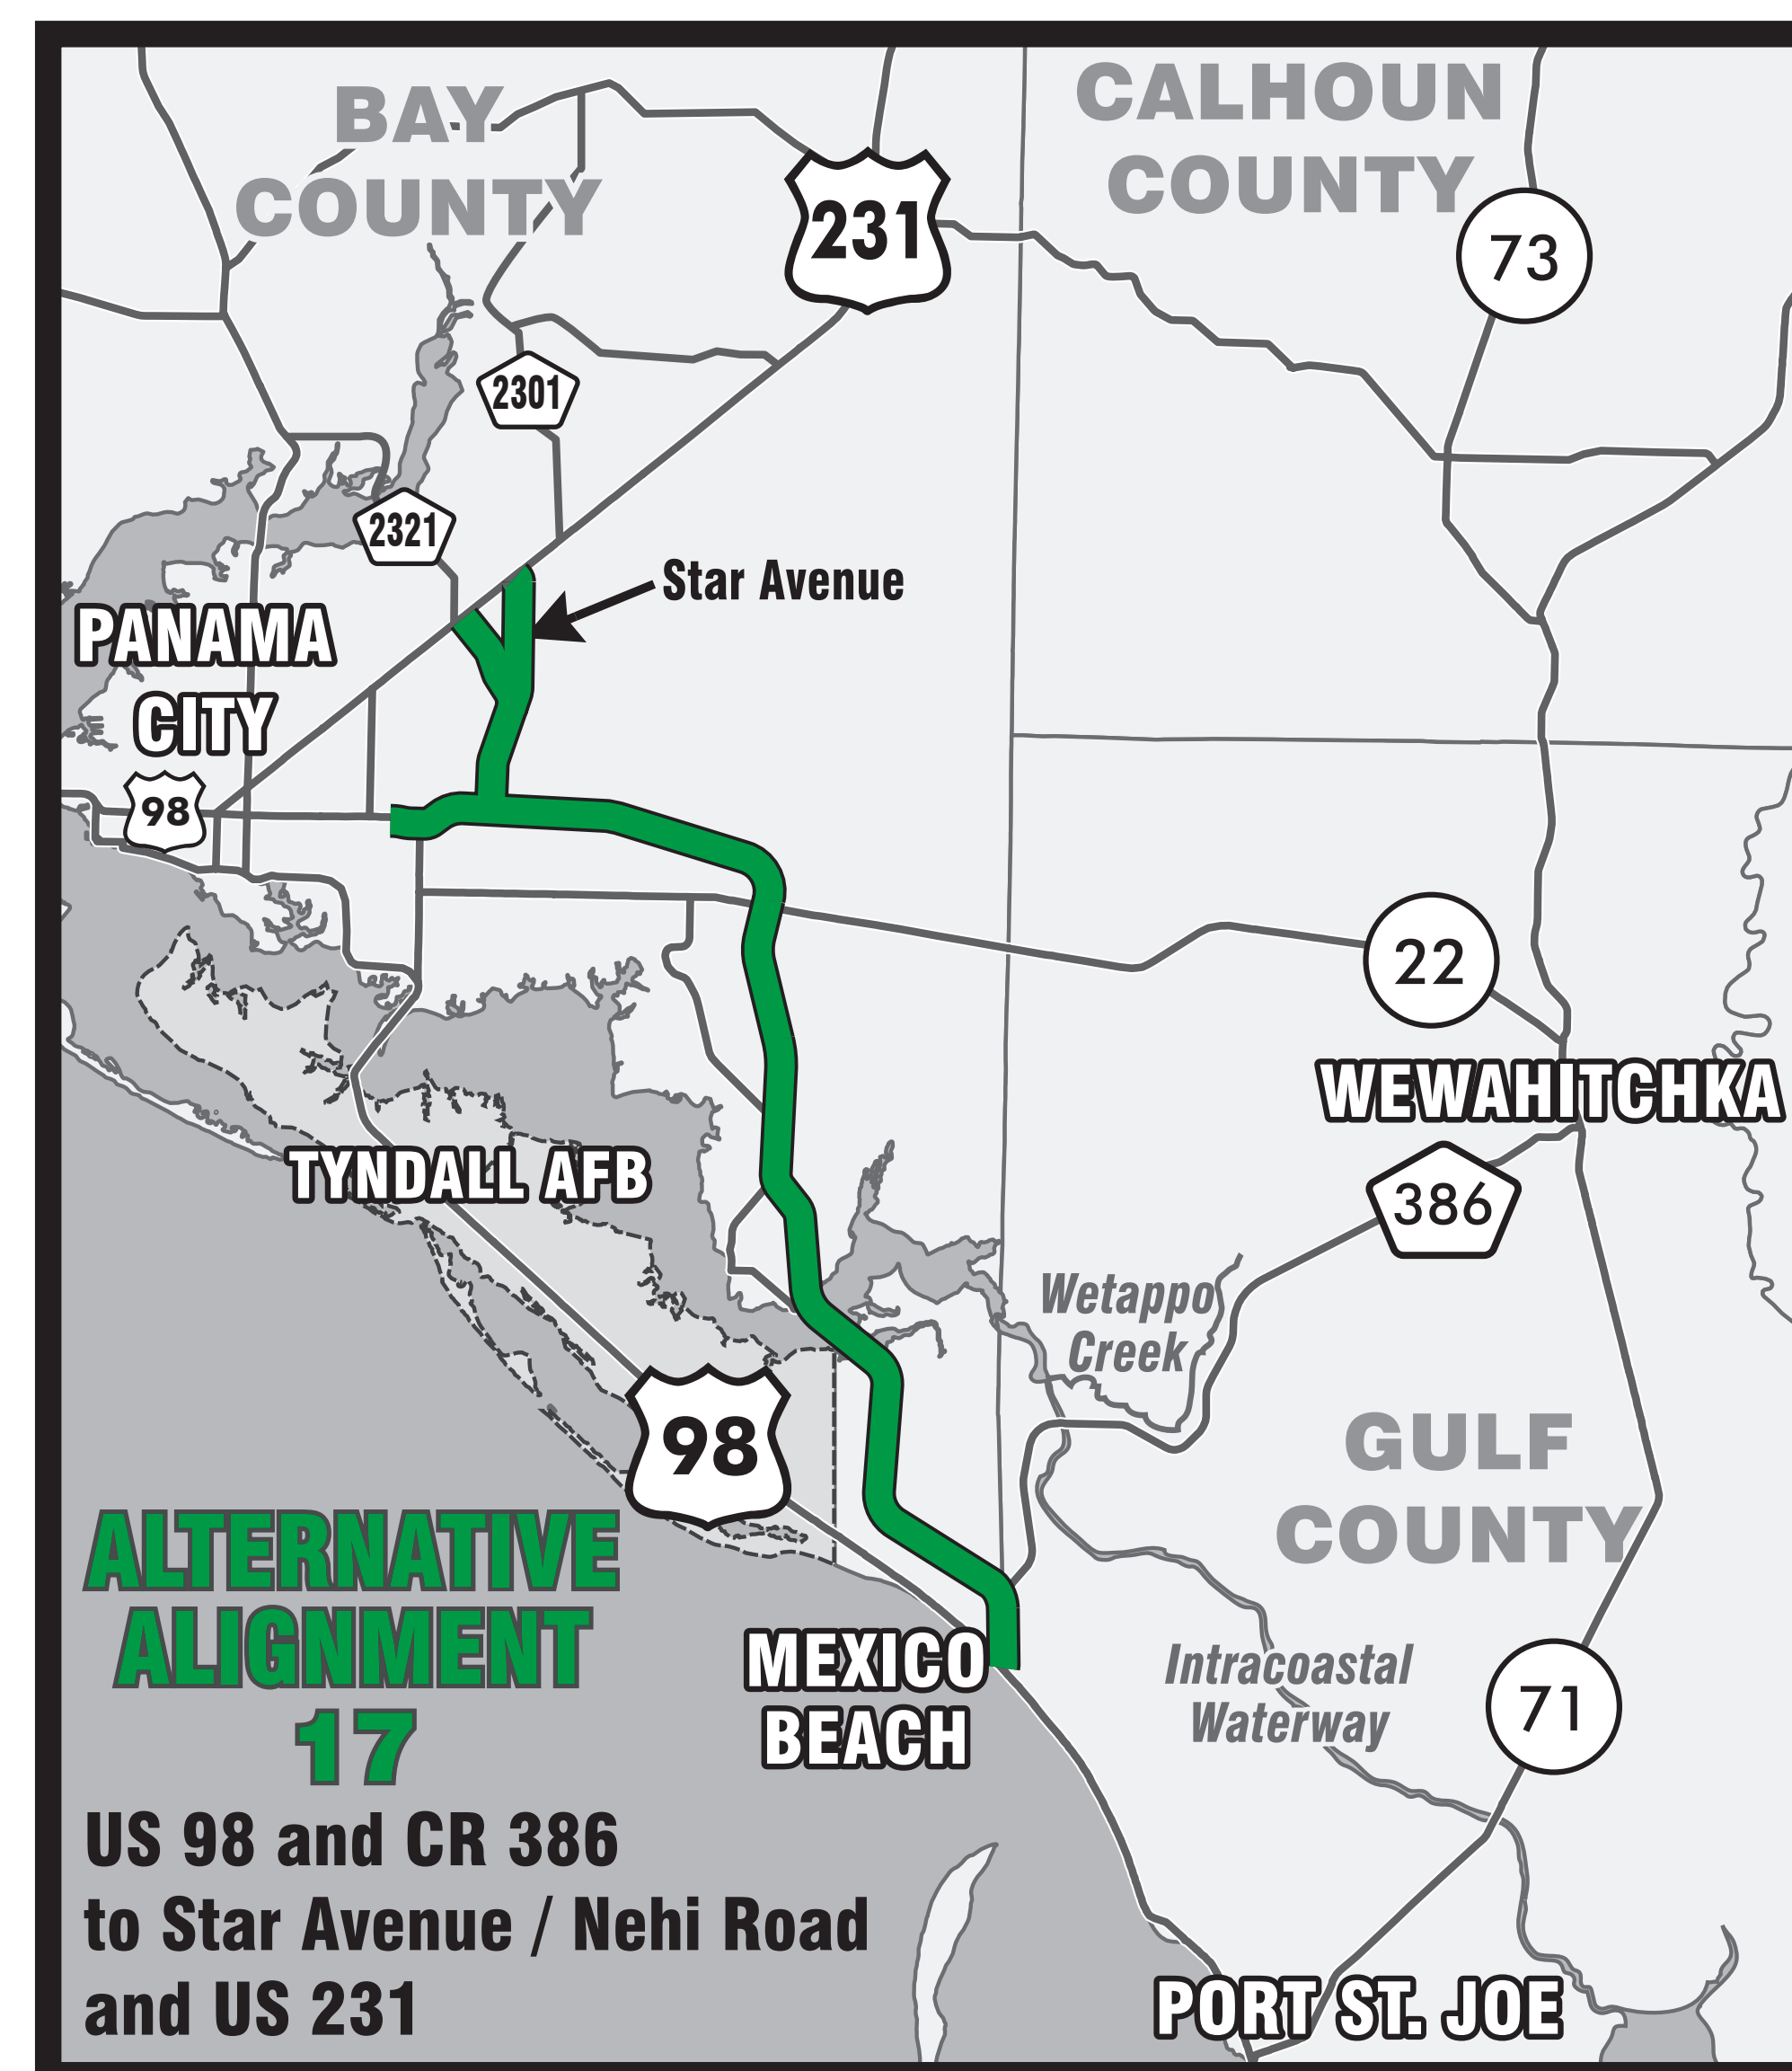 BAY
COUNTY
CALHOUN
COUNTY
231
73
2301
2321
Star Avenue
PANAMA
CITY
98
22
WEWAHITCHKA
TYNDALL AFB
386
Wetappo
Creek
98
GULF
COUNTY
ALTERNATIVE
ALIGNMENT
17
MEXICO
BEACH
Intracoastal
Waterway
71
US 98 and CR 386
to Star Avenue / Nehi Road
and US 231
PORT ST. JOE